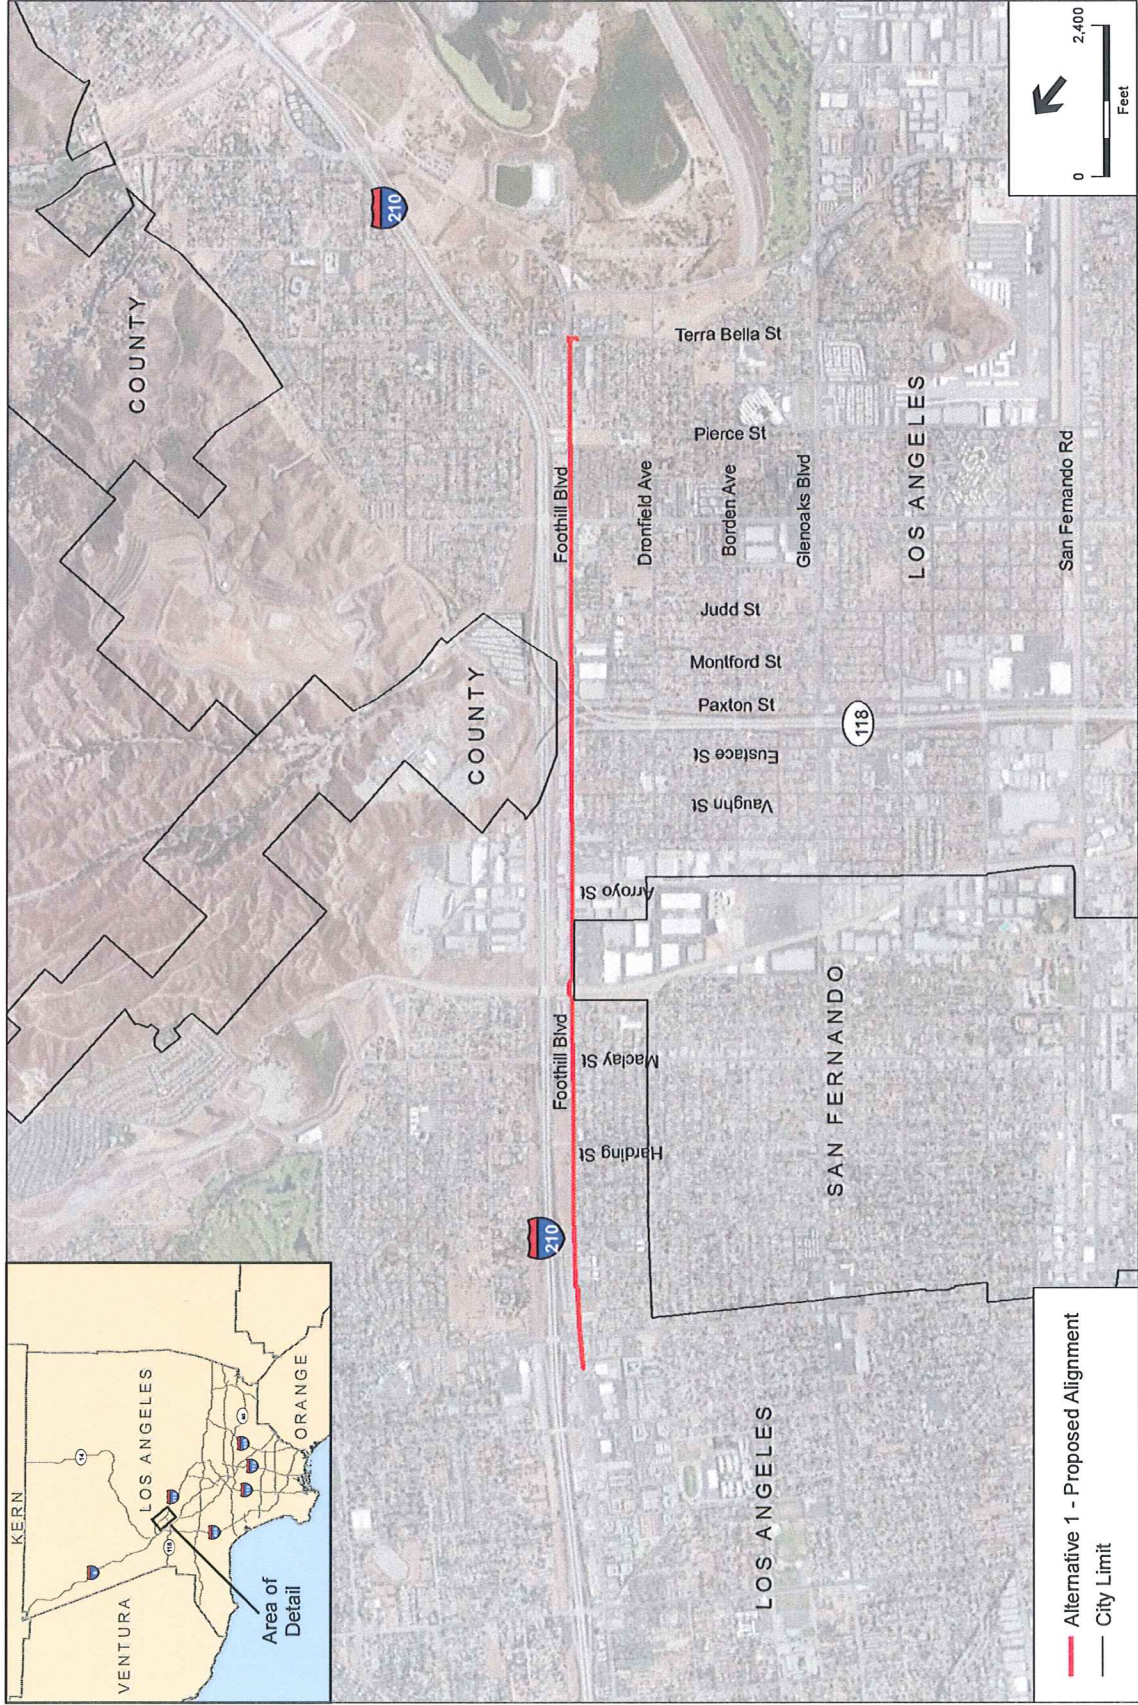 KERN
VENTURA
LOS ANGELES
ORANGE
14
118
Area of
Detail
COUNTY
COUNTY
210
210
Foothill Blvd
Foothill Blvd
Harding St
Maclay St
Arroyo St
Vaughn St
Eustace St
Paxton St
Montford St
Judd St
Pierce St
Terra Bella St
Dronfield Ave
Borden Ave
Glenoaks Blvd
118
LOS ANGELES
SAN FERNANDO
LOS ANGELES
San Fernando Rd
Alternative 1 - Proposed Alignment
City Limit
0 2,400
Feet